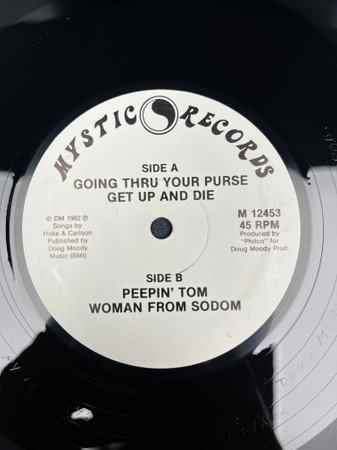 MYSTIC RECORDS
SIDE A
GOING THRU YOUR PURSE
GET UP AND DIE
© DM 1982 ℗
Songs by
Hoke & Carlson
Published by
Doug Moody
Music (BMI)
M 12453
45 RPM
Produced by
"Philco" for
Doug Moody Prod.
SIDE B
PEEPIN' TOM
WOMAN FROM SODOM